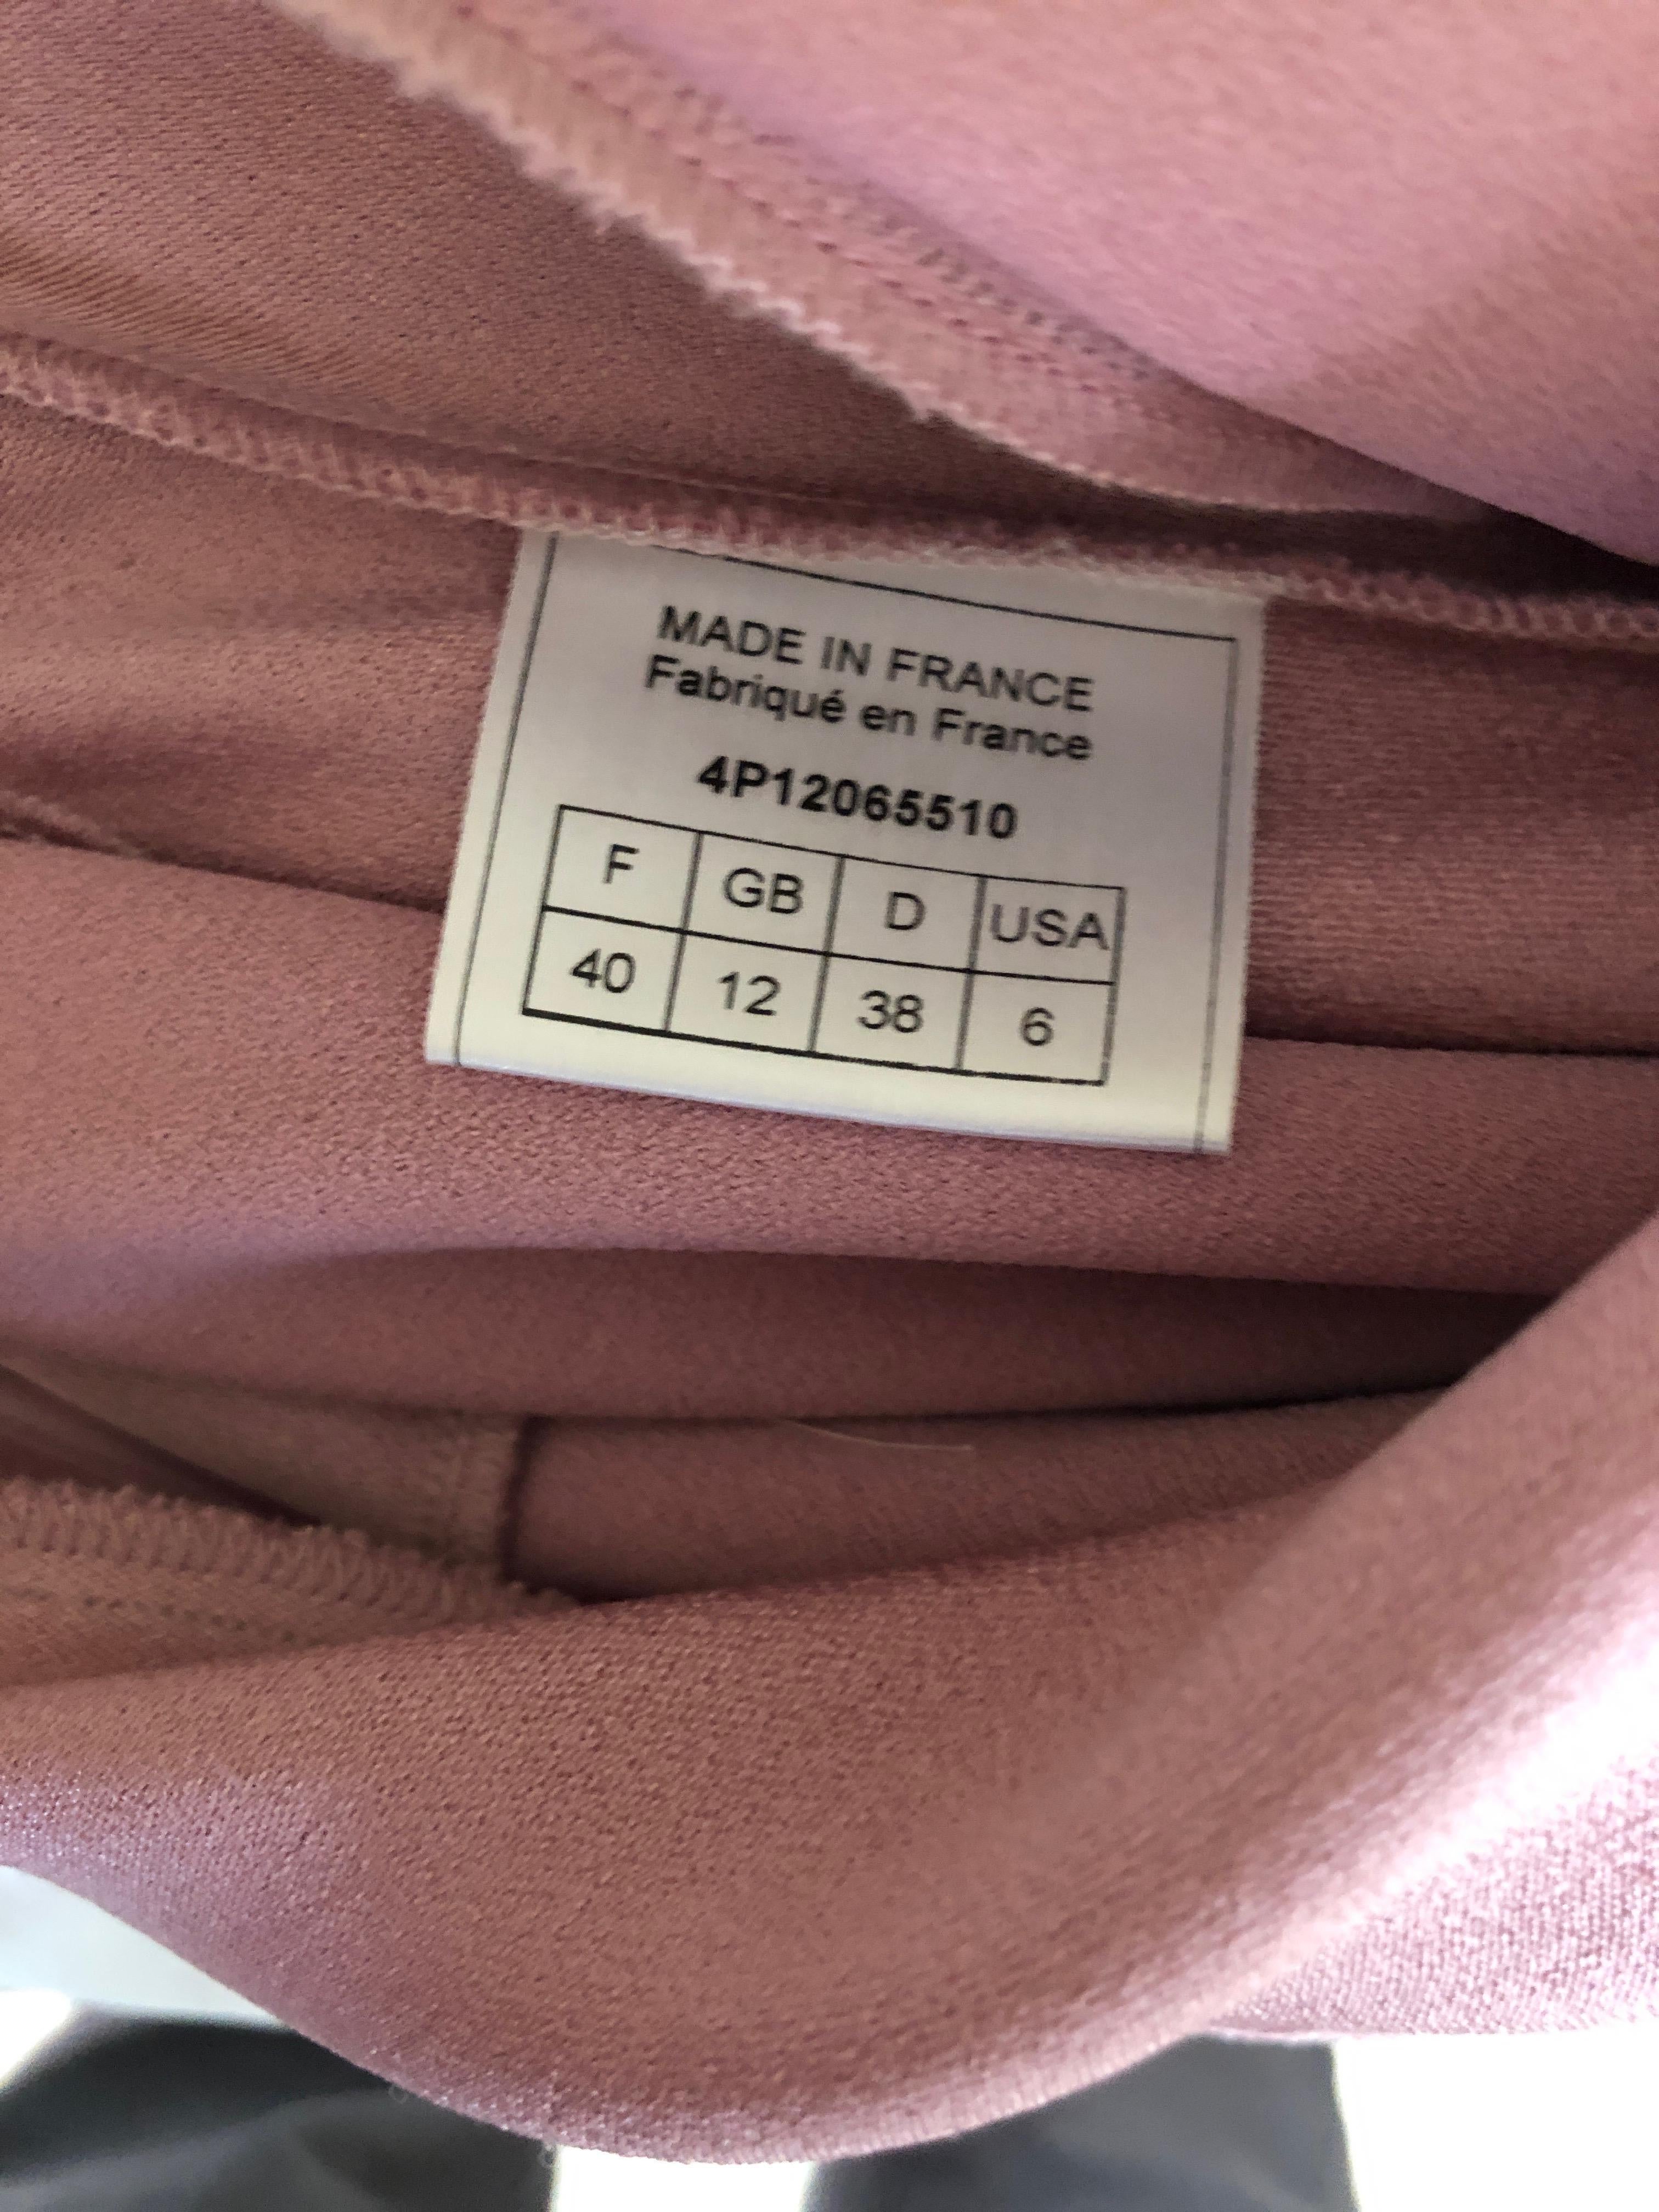 MADE IN FRANCE
Fabriqué en France
4P12065510
F GB D USA
40 12 38 6